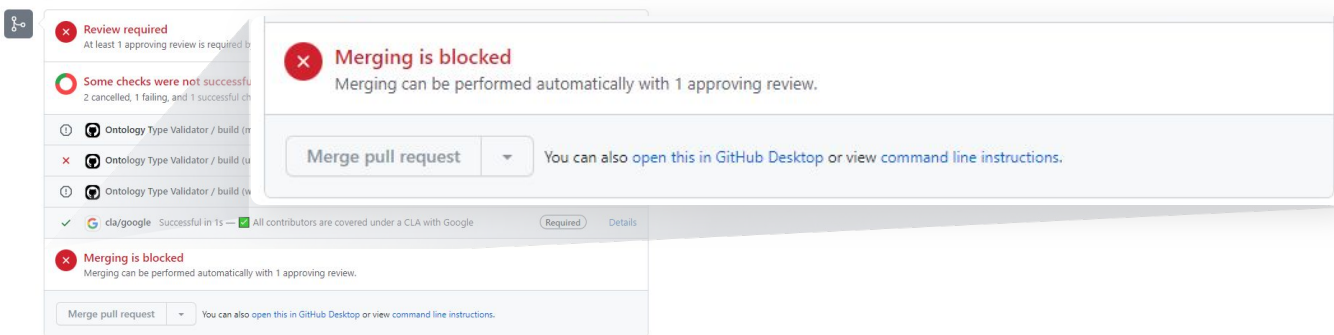 Review required
At least 1 approving review is required
Some checks were not
2 cancelled, 1 failing, and 1 successful
Ontology Type Validator / build
Ontology Type Validator / build
Ontology Type Validator / build
cla/google Successful in 1s — ✅ All contributors are covered under a CLA with Google Required Details
Merging is blocked
Merging can be performed automatically with 1 approving review.
Merge pull request You can also open this in GitHub Desktop or view command line instructions.
Merging is blocked
Merging can be performed automatically with 1 approving review.
Merge pull request You can also open this in GitHub Desktop or view command line instructions.